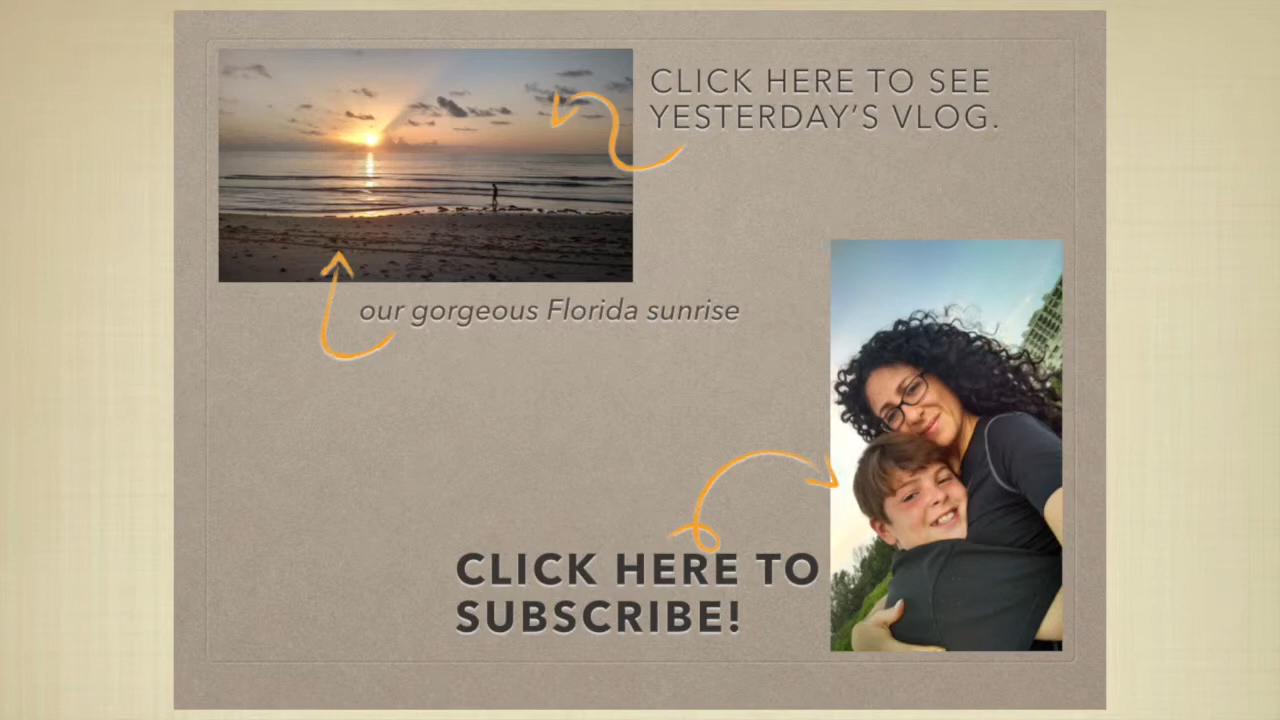 CLICK HERE TO SEE
YESTERDAY'S VLOG.
our gorgeous Florida sunrise
CLICK HERE TO
SUBSCRIBE!